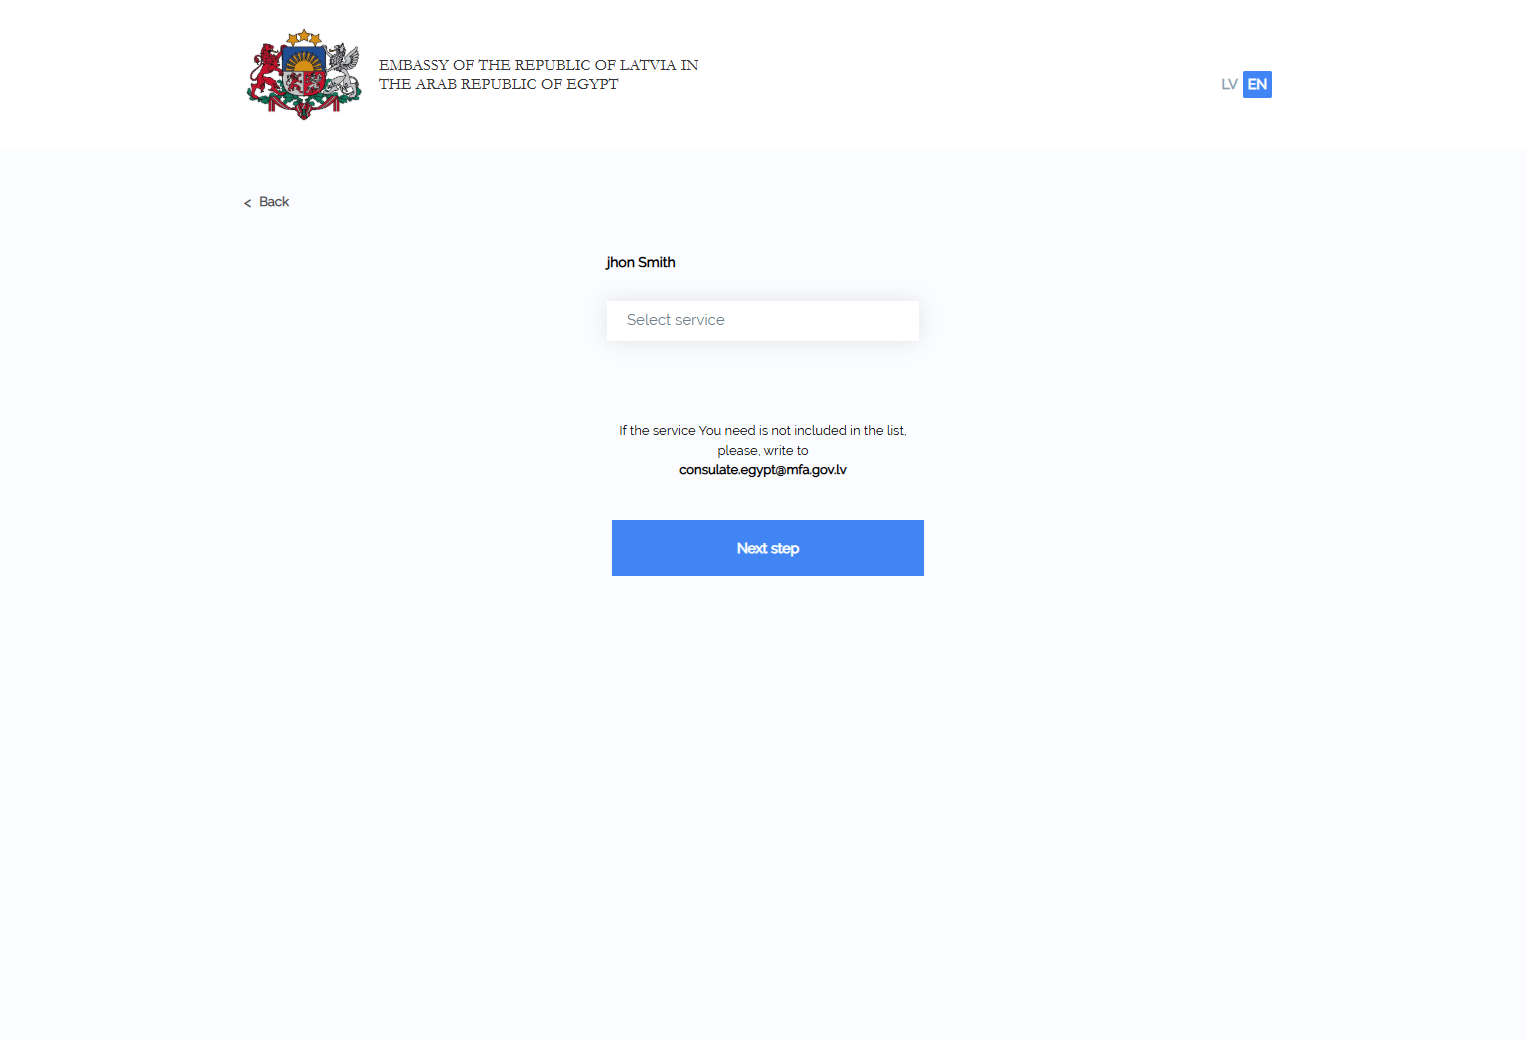 EMBASSY OF THE REPUBLIC OF LATVIA IN
THE ARAB REPUBLIC OF EGYPT
LV EN
< Back
jhon Smith
Select service
If the service You need is not included in the list,
please, write to
consulate.egypt@mfa.gov.lv
Next step